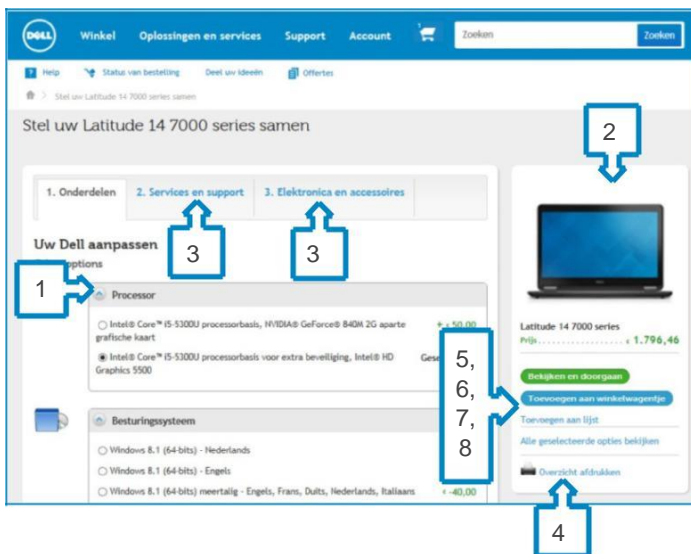 DELL Winkel Oplossingen en services Support Account 1 Zoeken Zoeken
? Help Status van bestelling Deel uw ideeën Offertes
> Stel uw Latitude 14 7000 series samen
Stel uw Latitude 14 7000 series samen
2
1. Onderdelen 2. Services en support 3. Elektronica en accessoires
3 3
Uw Dell aanpassen
options
1
Processor
Intel® Core™ i5-5300U processorbasis, NVIDIA® GeForce® 840M 2G aparte
grafische kaart
+ € 50,00
Intel® Core™ i5-5300U processorbasis voor extra beveiliging, Intel® HD
Graphics 5500
Gese
Besturingssysteem
Windows 8.1 (64-bits) - Nederlands
Windows 8.1 (64-bits) - Engels
Windows 8.1 (64-bits) meertalig - Engels, Frans, Duits, Nederlands, Italiaans € -40,00
5,
6,
7,
8
Latitude 14 7000 series
Prijs..................€ 1.796,46
Bekijken en doorgaan
Toevoegen aan winkelwagentje
Toevoegen aan lijst
Alle geselecteerde opties bekijken
Overzicht afdrukken
4